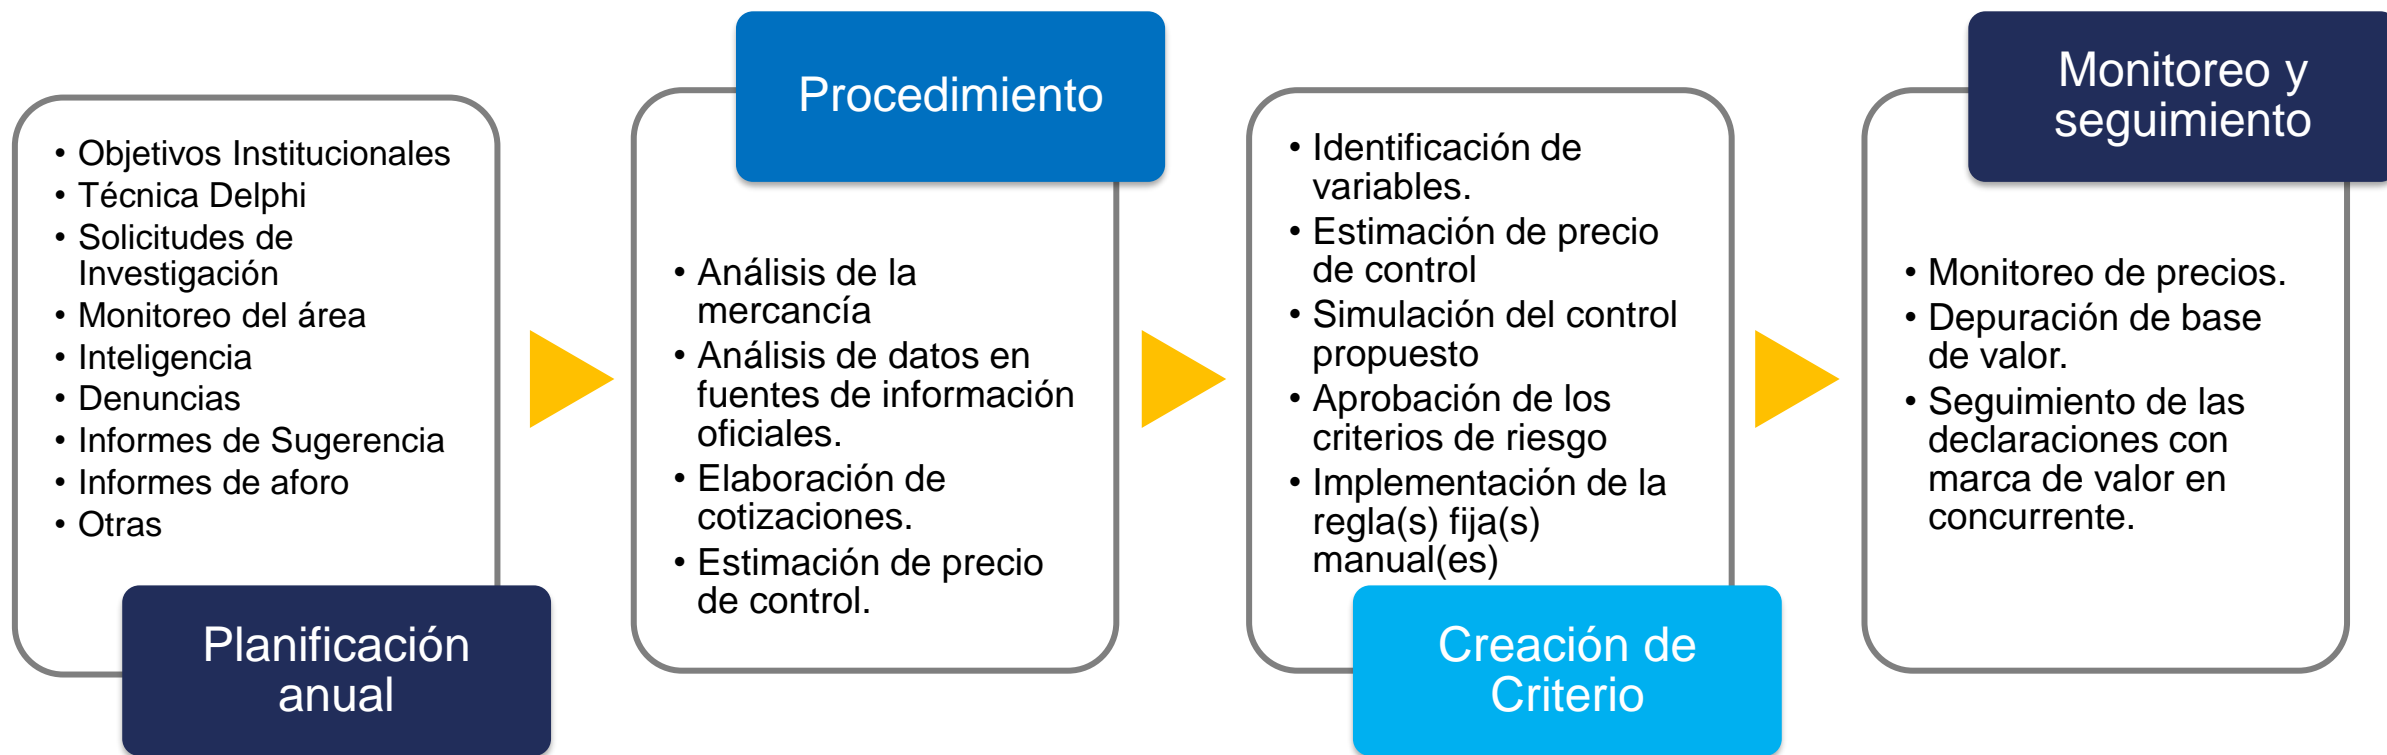 • Objetivos Institucionales
• Técnica Delphi
• Solicitudes de
Investigación
• Monitoreo del área
• Inteligencia
• Denuncias
• Informes de Sugerencia
• Informes de aforo
• Otras
Planificación
anual
Procedimiento
• Análisis de la
mercancía
• Análisis de datos en
fuentes de información
oficiales.
• Elaboración de
cotizaciones.
• Estimación de precio
de control.
• Identificación de
variables.
• Estimación de precio
de control
• Simulación del control
propuesto
• Aprobación de los
criterios de riesgo
• Implementación de la
regla(s) fija(s)
manual(es)
Creación de
Criterio
Monitoreo y
seguimiento
• Monitoreo de precios.
• Depuración de base
de valor.
• Seguimiento de las
declaraciones con
marca de valor en
concurrente.